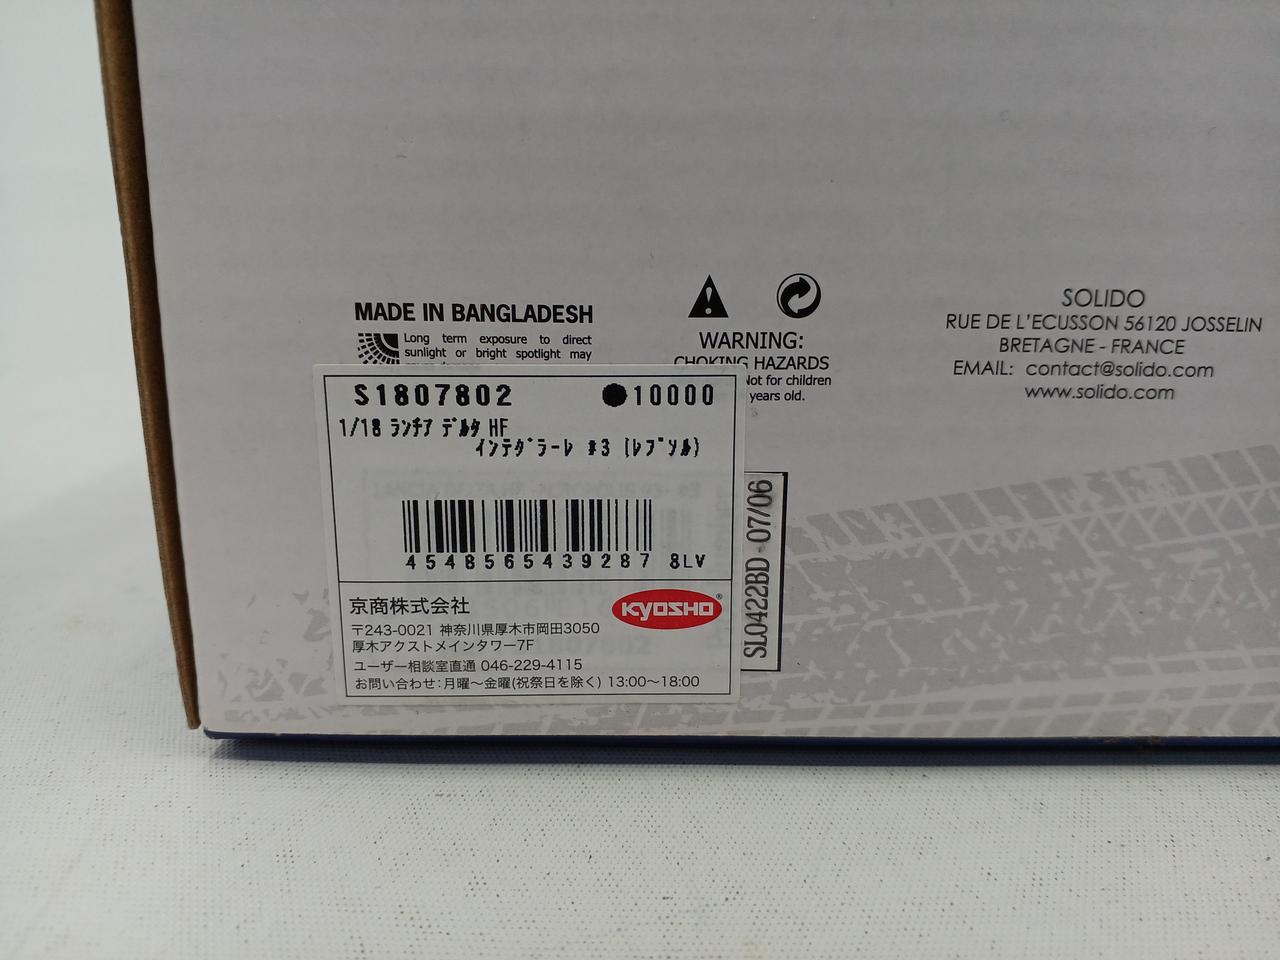 MADE IN BANGLADESH
Long term exposure to direct
sunlight or bright spotlight may
WARNING:
CHOKING HAZARDS
Not for children
years old.
SOLIDO
RUE DE L'ECUSSON 56120 JOSSELIN
BRETAGNE - FRANCE
EMAIL: contact@solido.com
www.solido.com
S1807802 ●10000
1/18 ﾗﾝﾁｱ ﾃﾞﾙﾀ HF
ｲﾝﾃｸﾞﾗｰﾚ #3 (ﾚﾌﾟｿﾙ)
4548565439287 8LV
京商株式会社
KYOSHO®
〒243-0021 神奈川県厚木市岡田3050
厚木アクストメインタワー7F
ユーザー相談室直通 046-229-4115
お問い合わせ:月曜〜金曜(祝祭日を除く) 13:00〜18:00
SL0422BD - 07/06